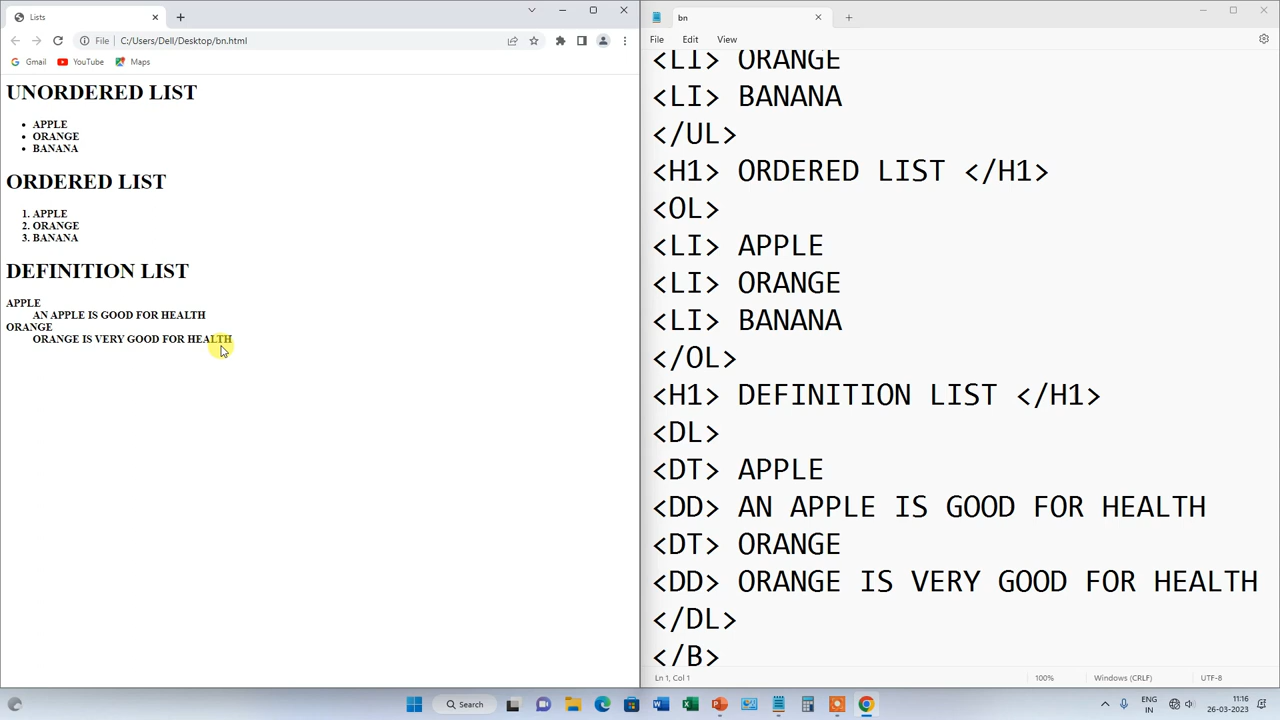 Lists
File C:/Users/Dell/Desktop/bn.html
Gmail YouTube Maps
UNORDERED LIST
• APPLE
• ORANGE
• BANANA
ORDERED LIST
1. APPLE
2. ORANGE
3. BANANA
DEFINITION LIST
APPLE
AN APPLE IS GOOD FOR HEALTH
ORANGE
ORANGE IS VERY GOOD FOR HEALTH
bn
File Edit View
<LI> ORANGE
<LI> BANANA
</UL>
<H1> ORDERED LIST </H1>
<OL>
<LI> APPLE
<LI> ORANGE
<LI> BANANA
</OL>
<H1> DEFINITION LIST </H1>
<DL>
<DT> APPLE
<DD> AN APPLE IS GOOD FOR HEALTH
<DT> ORANGE
<DD> ORANGE IS VERY GOOD FOR HEALTH
</DL>
</B>
Ln 1, Col 1 100% Windows (CRLF) UTF-8
Search
ENG
IN
11:16
26-03-2023